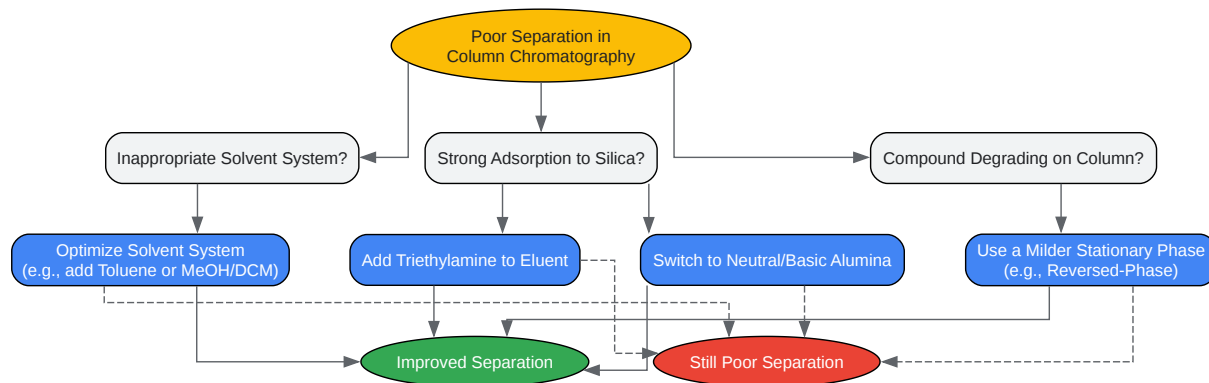 Poor Separation in
Column Chromatography
Inappropriate Solvent System?
Strong Adsorption to Silica?
Compound Degrading on Column?
Optimize Solvent System
(e.g., add Toluene or MeOH/DCM)
Add Triethylamine to Eluent
Switch to Neutral/Basic Alumina
Use a Milder Stationary Phase
(e.g., Reversed-Phase)
Improved Separation
Still Poor Separation